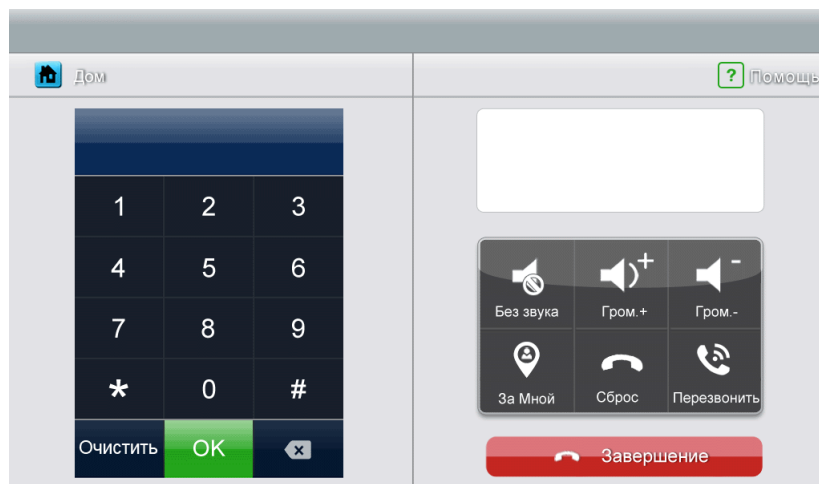 Дом
Помощь
1 2 3
4 5 6
7 8 9
* 0 #
Очистить OK
Без звука Гром.+ Гром.-
За Мной Сброс Перезвонить
Завершение